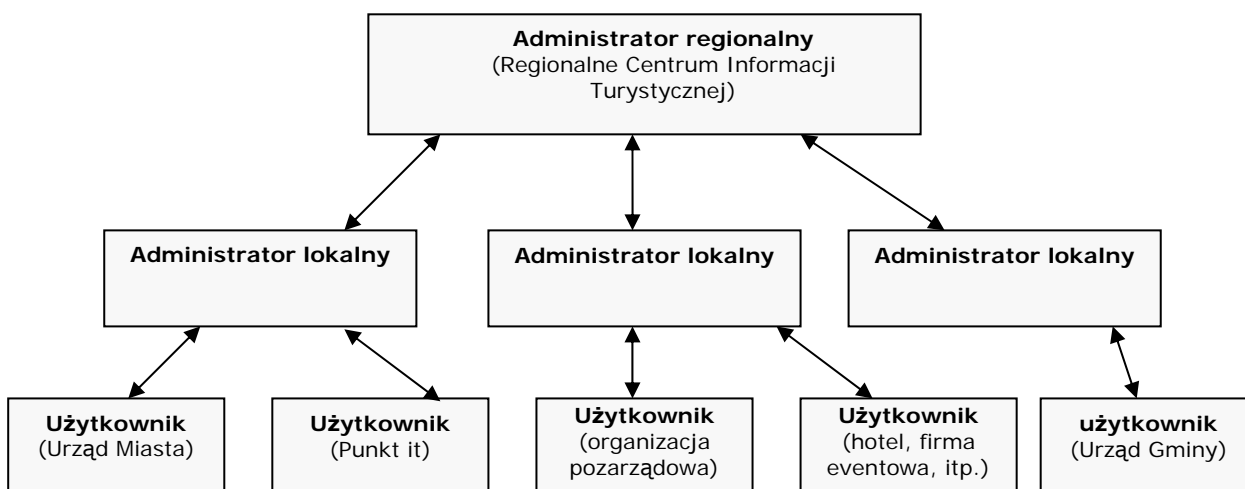 Administrator regionalny
(Regionalne Centrum Informacji
Turystycznej)
Administrator lokalny
Administrator lokalny
Administrator lokalny
Użytkownik
(Urząd Miasta)
Użytkownik
(Punkt it)
Użytkownik
(organizacja
pozarządowa)
Użytkownik
(hotel, firma
eventowa, itp.)
użytkownik
(Urząd Gminy)